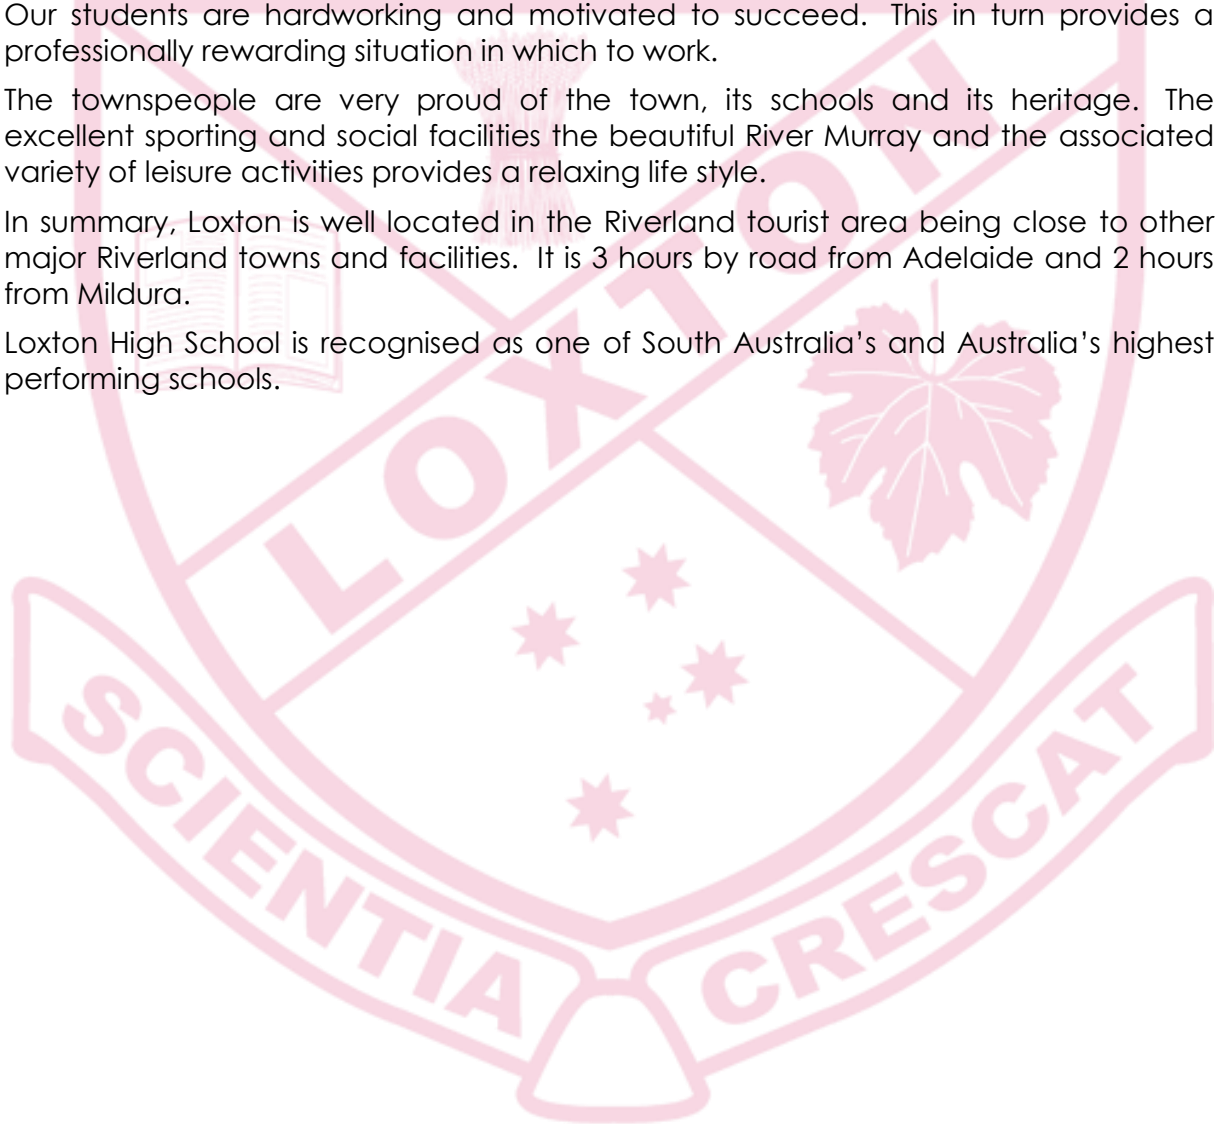 Our students are hardworking and motivated to succeed. This in turn provides a
professionally rewarding situation in which to work.
The townspeople are very proud of the town, its schools and its heritage. The
excellent sporting and social facilities the beautiful River Murray and the associated
variety of leisure activities provides a relaxing life style.
In summary, Loxton is well located in the Riverland tourist area being close to other
major Riverland towns and facilities. It is 3 hours by road from Adelaide and 2 hours
from Mildura.
Loxton High School is recognised as one of South Australia’s and Australia’s highest
performing schools.
LOXTON
SCIENTIA CRESCAT